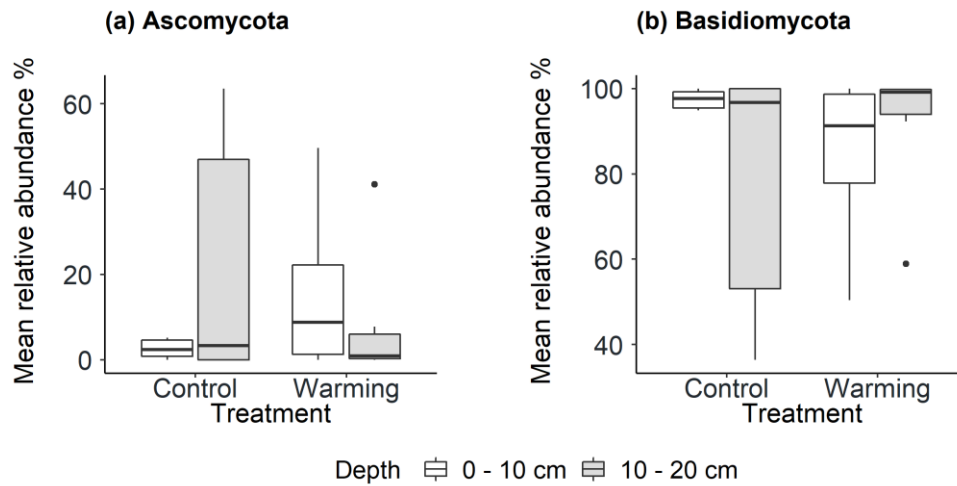 (a) Ascomycota
Mean relative abundance %
60
40
20
0
Control Warming
Treatment
(b) Basidiomycota
Mean relative abundance %
100
80
60
40
Control Warming
Treatment
Depth 0 - 10 cm 10 - 20 cm